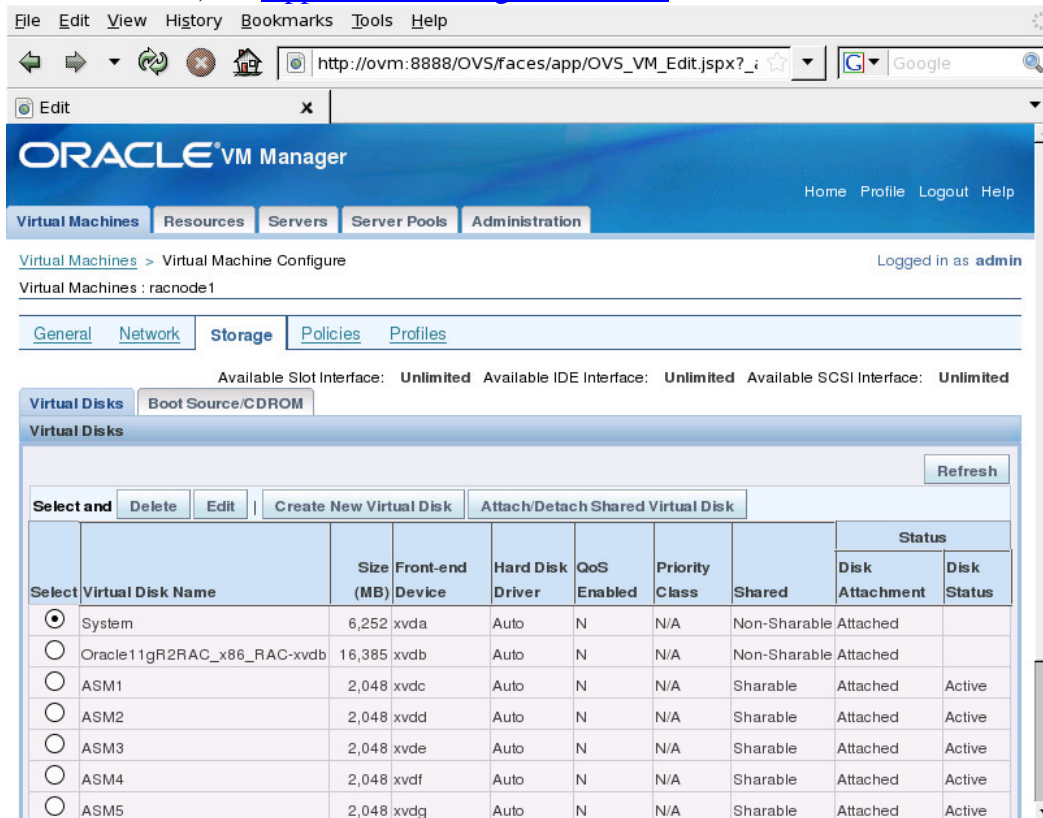 File Edit View History Bookmarks Tools Help
http://ovm:8888/OVS/faces/app/OVS_VM_Edit.jspx?_ G Google
Edit x
ORACLE VM Manager
Home Profile Logout Help
Virtual Machines Resources Servers Server Pools Administration
Virtual Machines > Virtual Machine Configure Logged in as admin
Virtual Machines : racnode1
General Network Storage Policies Profiles
Available Slot Interface: Unlimited Available IDE Interface: Unlimited Available SCSI Interface: Unlimited
Virtual Disks Boot Source/CDROM
Virtual Disks
Refresh
Select and Delete Edit | Create New Virtual Disk Attach/Detach Shared Virtual Disk
Status
Size Front-end Hard Disk QoS Priority Disk Disk
Select Virtual Disk Name (MB) Device Driver Enabled Class Shared Attachment Status
System 6,252 xvda Auto N N/A Non-Sharable Attached
Oracle11gR2RAC_x86_RAC-xvdb 16,385 xvdb Auto N N/A Non-Sharable Attached
ASM1 2,048 xvdc Auto N N/A Sharable Attached Active
ASM2 2,048 xvdd Auto N N/A Sharable Attached Active
ASM3 2,048 xvde Auto N N/A Sharable Attached Active
ASM4 2,048 xvdf Auto N N/A Sharable Attached Active
ASM5 2,048 xvdg Auto N N/A Sharable Attached Active